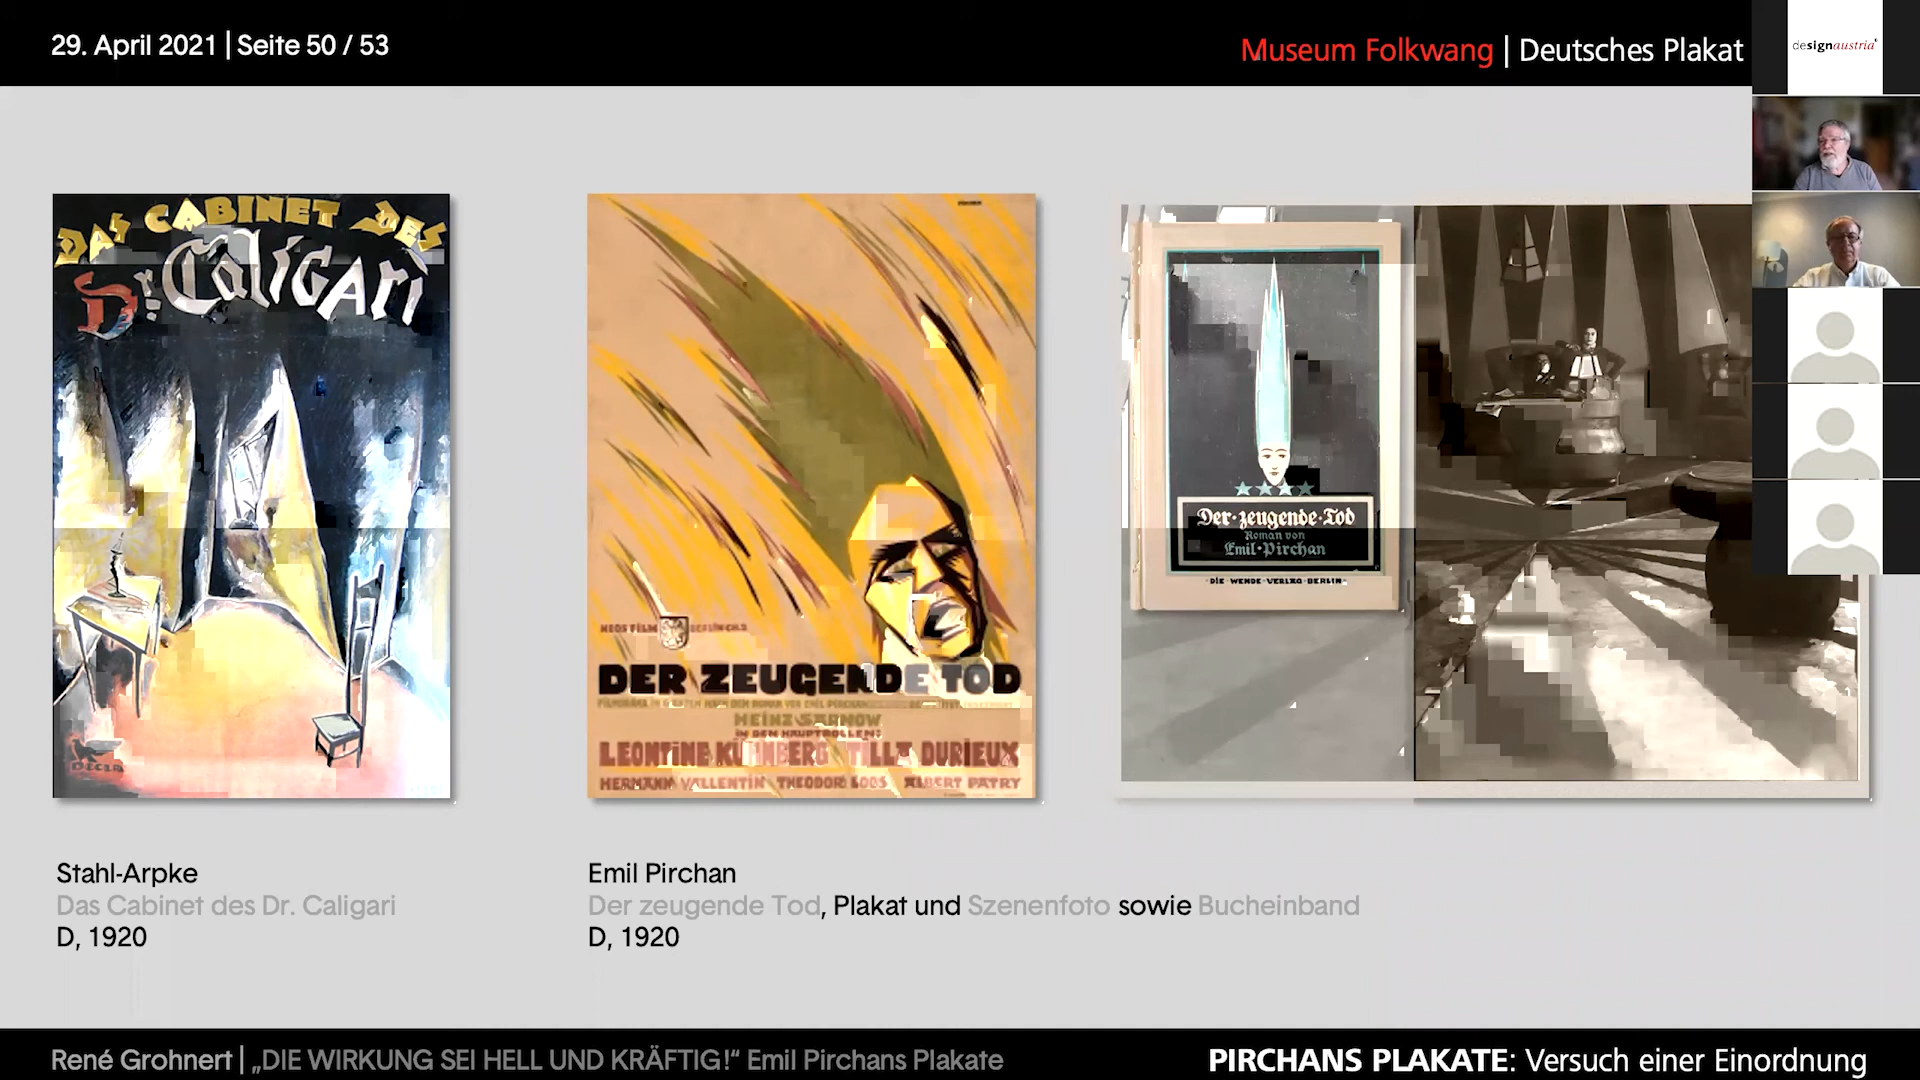 29. April 2021 | Seite 50 / 53
Museum Folkwang | Deutsches Plakat
designaustria
DAS CABINET DES
Dr. CaliGARi
DECLA
DER ZEUGENDE TOD
HEINZ SARNOW
IN DEN HAUPTROLLEN:
LEONTINE KÜHNBERG TILLA DURIEUX
HERMANN VALLENTIN THEODOR LOOS ALBERT PATRY
Der·zeugende·Tod
Roman von
Emil·Pirchan
·DIE·WENDE·VERLAG·BERLIN·
Stahl-Arpke
Das Cabinet des Dr. Caligari
D, 1920
Emil Pirchan
Der zeugende Tod, Plakat und Szenenfoto sowie Bucheinband
D, 1920
René Grohnert | „DIE WIRKUNG SEI HELL UND KRÄFTIG!“ Emil Pirchans Plakate
PIRCHANS PLAKATE: Versuch einer Einordnung